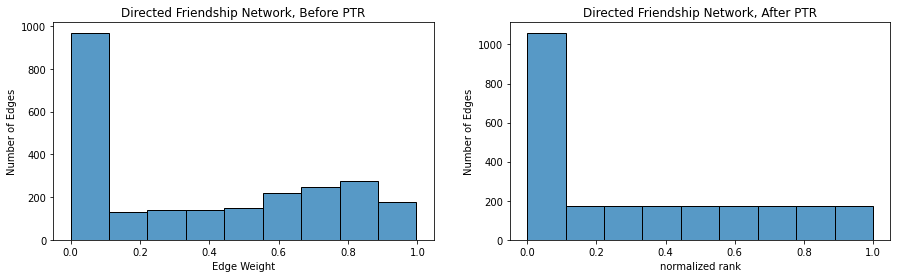 Directed Friendship Network, Before PTR
Number of Edges
1000
800
600
400
200
0
0.0 0.2 0.4 0.6 0.8 1.0
Edge Weight
Directed Friendship Network, After PTR
Number of Edges
1000
800
600
400
200
0
0.0 0.2 0.4 0.6 0.8 1.0
normalized rank